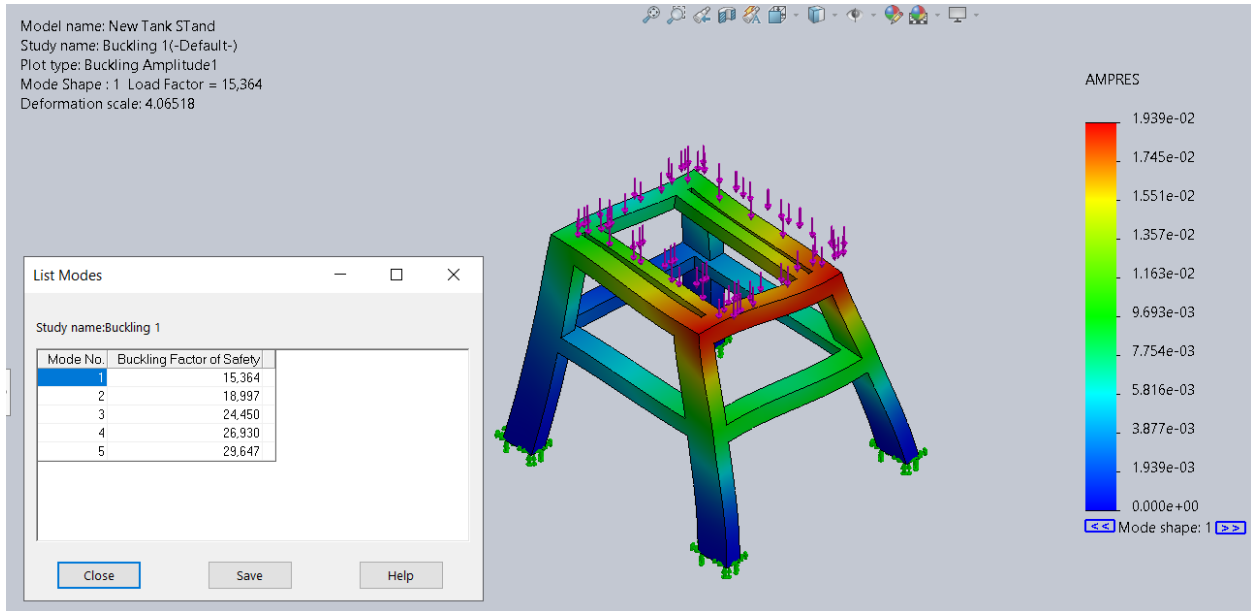 Model name: New Tank STand
Study name: Buckling 1(-Default-)
Plot type: Buckling Amplitude1
Mode Shape : 1 Load Factor = 15,364
Deformation scale: 4.06518
AMPRES
1.939e-02
1.745e-02
1.551e-02
1.357e-02
1.163e-02
9.693e-03
7.754e-03
5.816e-03
3.877e-03
1.939e-03
0.000e+00
<< Mode shape: 1 >>
List Modes
Study name:Buckling 1
Mode No. Buckling Factor of Safety
1 15,364
2 18,997
3 24,450
4 26,930
5 29,647
Close Save Help